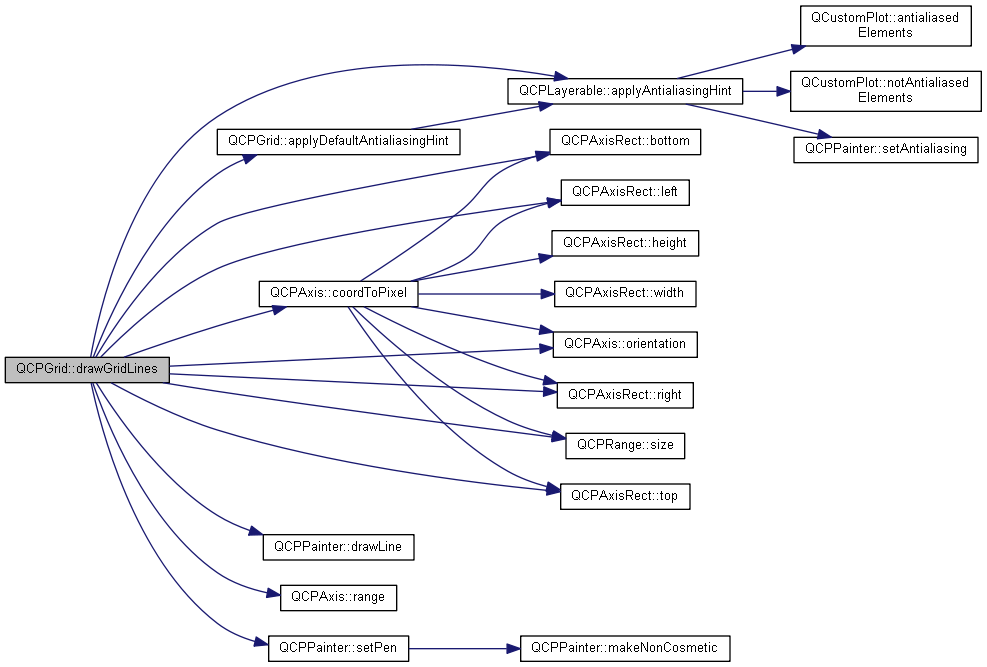 QCustomPlot::antialiased
Elements
QCPLayerable::applyAntialiasingHint
QCustomPlot::notAntialiased
Elements
QCPGrid::applyDefaultAntialiasingHint
QCPAxisRect::bottom
QCPPainter::setAntialiasing
QCPAxisRect::left
QCPAxisRect::height
QCPAxis::coordToPixel
QCPAxisRect::width
QCPAxis::orientation
QCPGrid::drawGridLines
QCPAxisRect::right
QCPRange::size
QCPAxisRect::top
QCPPainter::drawLine
QCPAxis::range
QCPPainter::setPen
QCPPainter::makeNonCosmetic